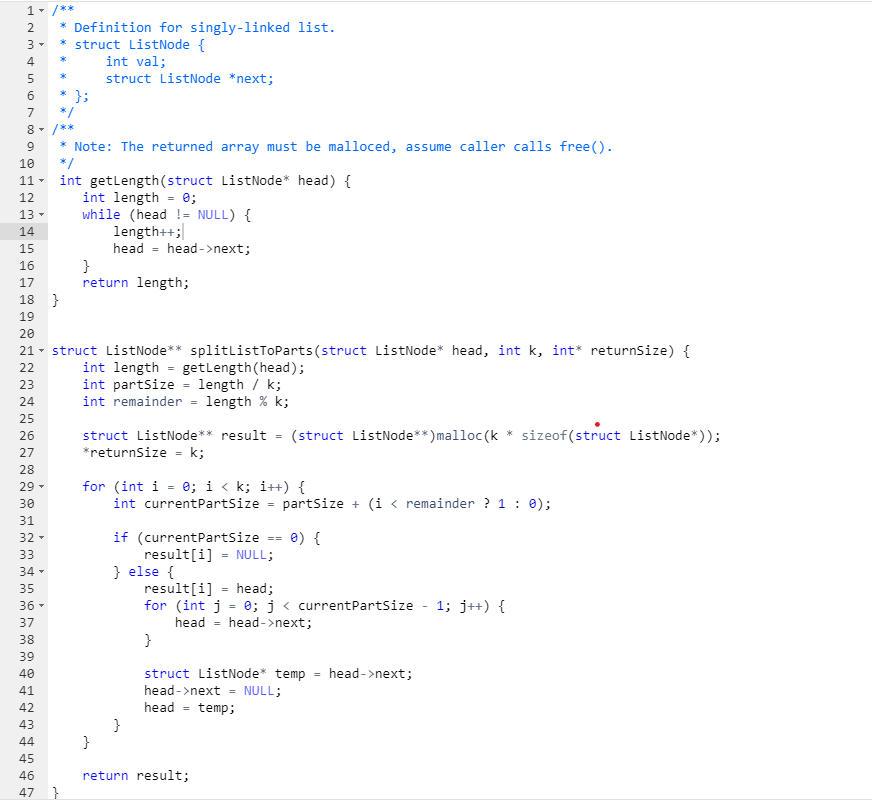 1 /**
2  * Definition for singly-linked list.
3  * struct ListNode {
4  *     int val;
5  *     struct ListNode *next;
6  * };
7  */
8 /**
9  * Note: The returned array must be malloced, assume caller calls free().
10  */
11  int getLength(struct ListNode* head) {
12     int length = 0;
13     while (head != NULL) {
14         length++;
15         head = head->next;
16     }
17     return length;
18 }
19
20
21 struct ListNode** splitListToParts(struct ListNode* head, int k, int* returnSize) {
22     int length = getLength(head);
23     int partSize = length / k;
24     int remainder = length % k;
25
26     struct ListNode** result = (struct ListNode**)malloc(k * sizeof(struct ListNode*));
27     *returnSize = k;
28
29     for (int i = 0; i < k; i++) {
30         int currentPartSize = partSize + (i < remainder ? 1 : 0);
31
32         if (currentPartSize == 0) {
33             result[i] = NULL;
34         } else {
35             result[i] = head;
36             for (int j = 0; j < currentPartSize - 1; j++) {
37                 head = head->next;
38             }
39
40             struct ListNode* temp = head->next;
41             head->next = NULL;
42             head = temp;
43         }
44     }
45
46     return result;
47 }